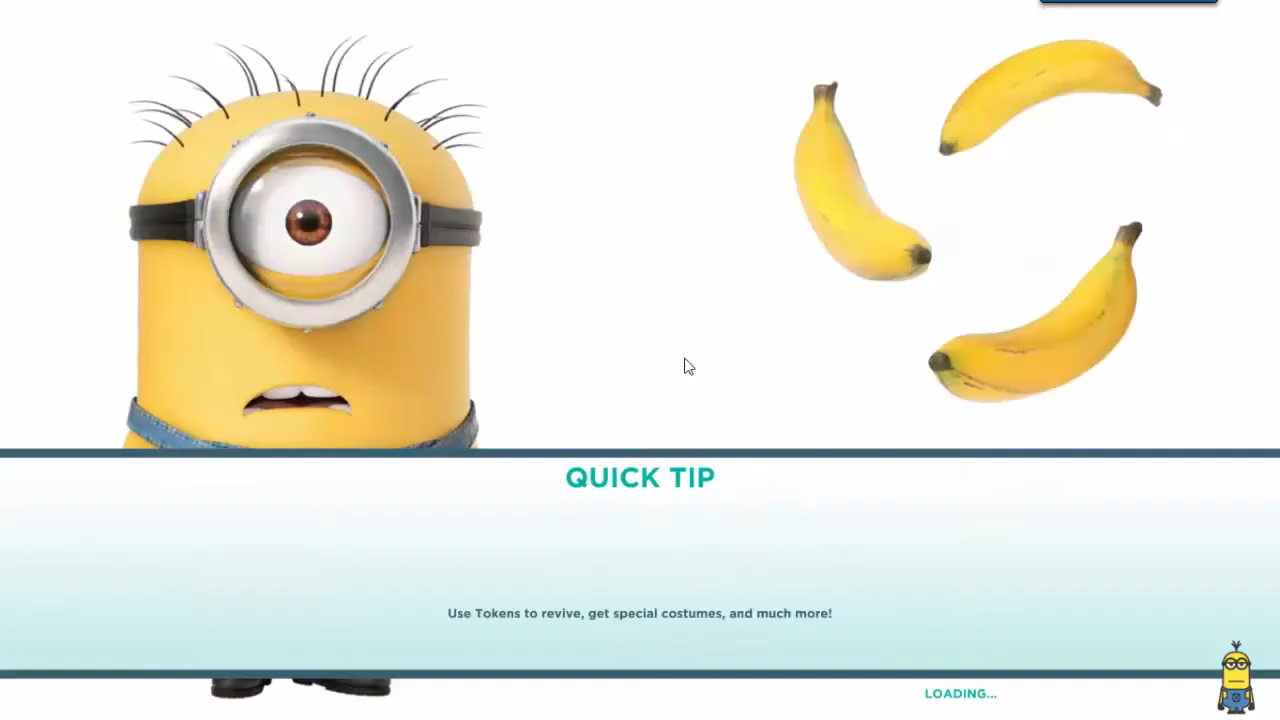 QUICK TIP
Use Tokens to revive, get special costumes, and much more!
LOADING...